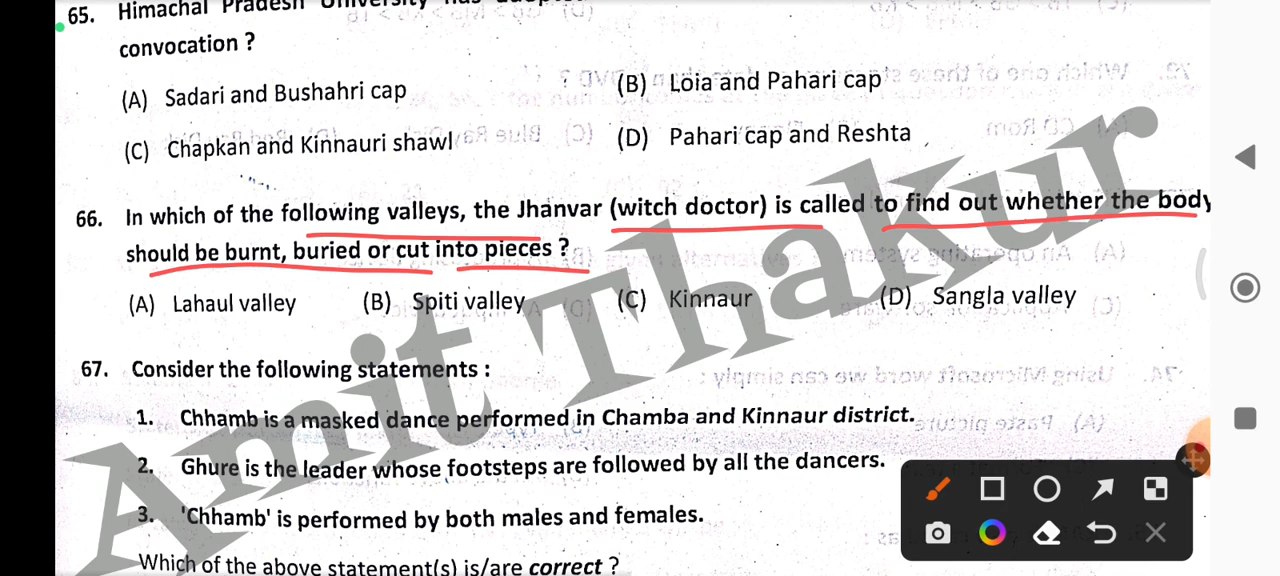 65. Himachal Pradesh University has
convocation ?
(A) Sadari and Bushahri cap (B) Loia and Pahari cap
(C) Chapkan and Kinnauri shawl (D) Pahari cap and Reshta
66. In which of the following valleys, the Jhanvar (witch doctor) is called to find out whether the body
should be burnt, buried or cut into pieces ?
(A) Lahaul valley (B) Spiti valley (C) Kinnaur (D) Sangla valley
67. Consider the following statements :
1. Chhamb is a masked dance performed in Chamba and Kinnaur district.
2. Ghure is the leader whose footsteps are followed by all the dancers.
3. 'Chhamb' is performed by both males and females.
Which of the above statement(s) is/are correct ?
Amit Thakur